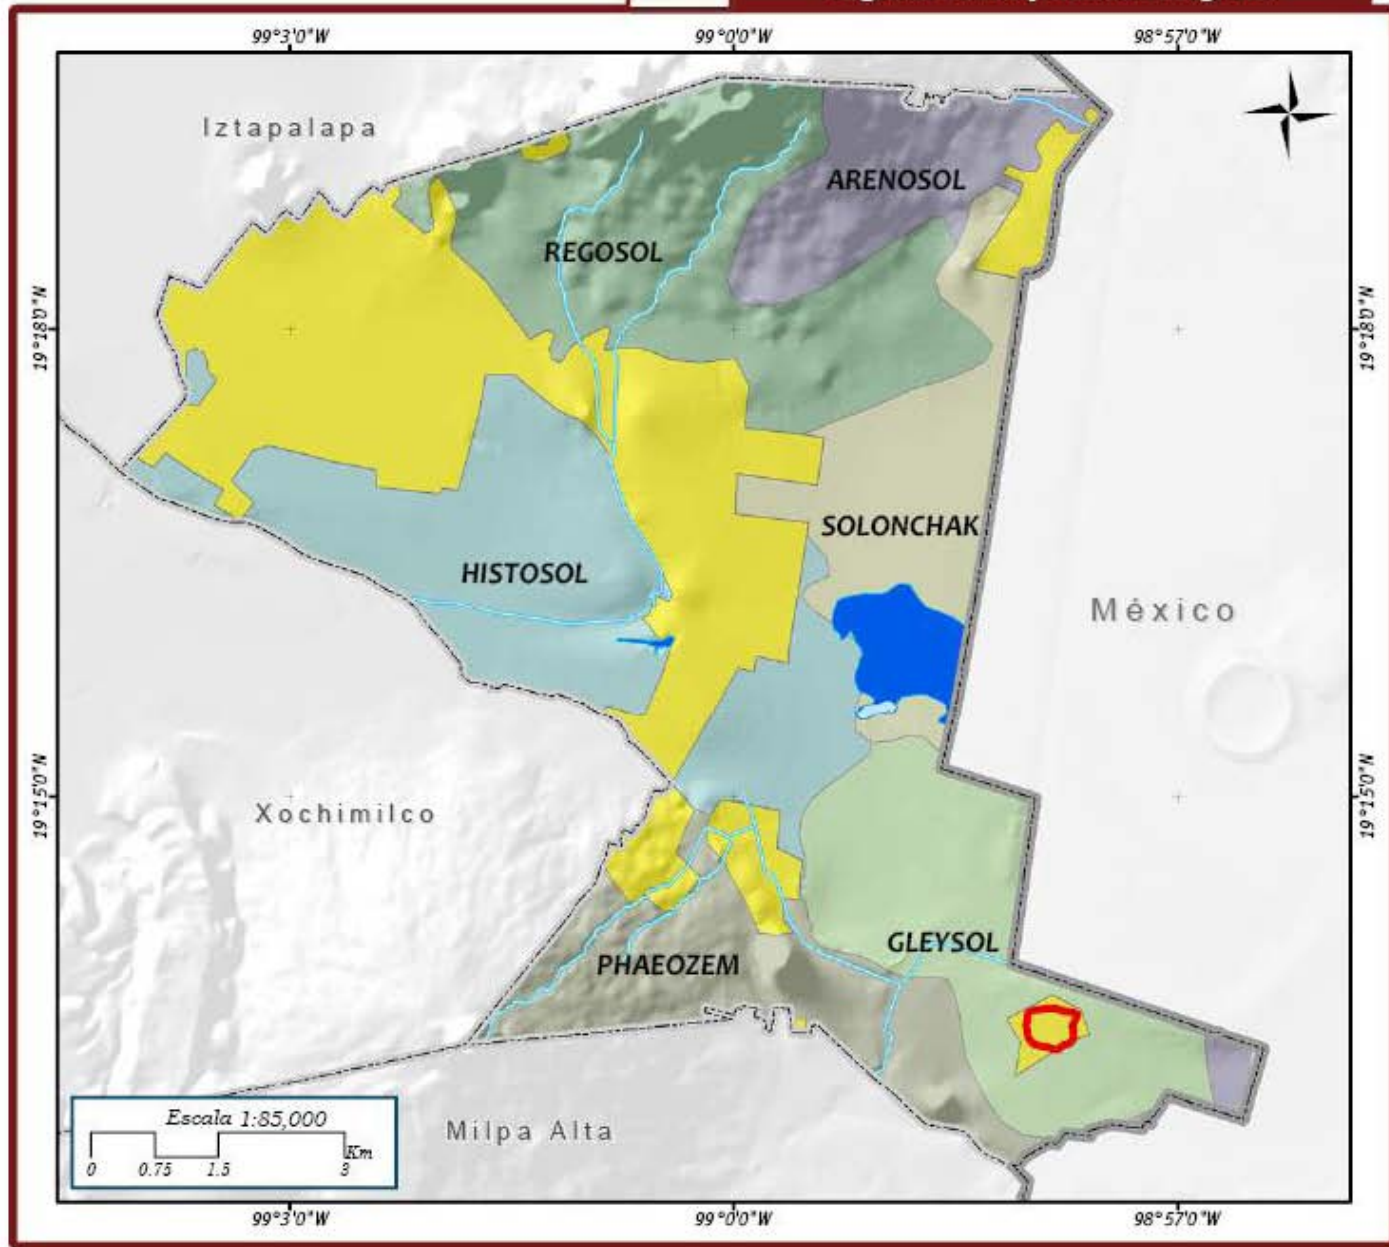 99°3'0"W
99°0'0"W
98°57'0"W
Iztapalapa
ARENOSOL
REGOSOL
19°18'0"N
19°18'0"N
SOLONCHAK
HISTOSOL
México
19°15'0"N
19°15'0"N
Xochimilco
GLEYSOL
PHAEOZEM
Escala 1:85,000
Km
0 0.75 1.5 3
Milpa Alta
99°3'0"W
99°0'0"W
98°57'0"W